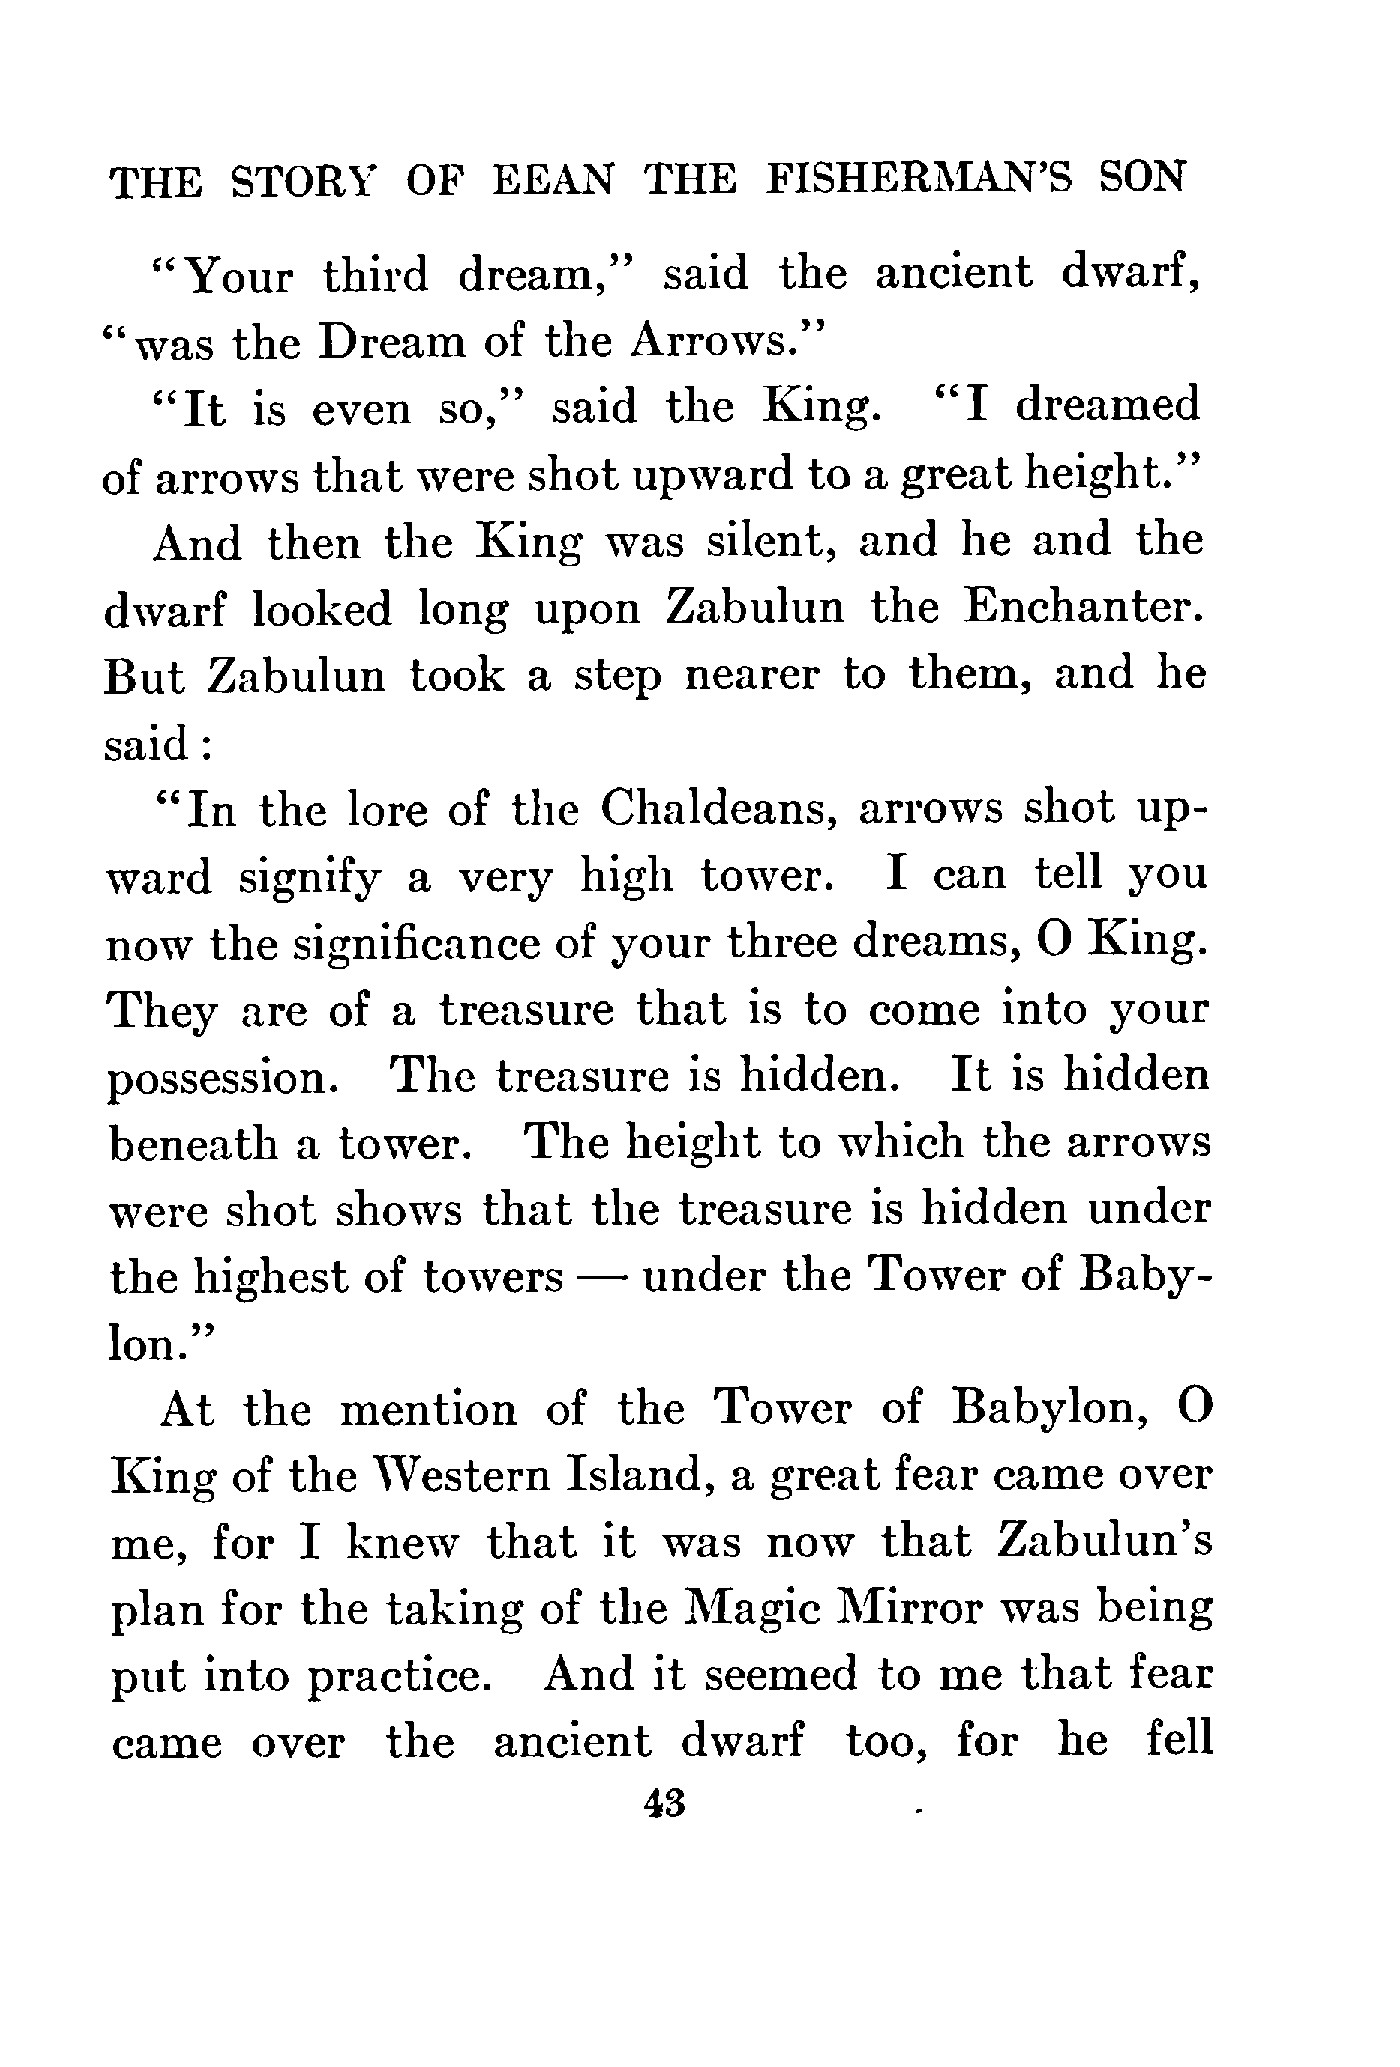 THE STORY OF EEAN THE FISHERMAN'S SON
"Your third dream," said the ancient dwarf,
"was the Dream of the Arrows."
"It is even so," said the King. "I dreamed
of arrows that were shot upward to a great height."
And then the King was silent, and he and the
dwarf looked long upon Zabulun the Enchanter.
But Zabulun took a step nearer to them, and he
said:
"In the lore of the Chaldeans, arrows shot up-
ward signify a very high tower. I can tell you
now the significance of your three dreams, O King.
They are of a treasure that is to come into your
possession. The treasure is hidden. It is hidden
beneath a tower. The height to which the arrows
were shot shows that the treasure is hidden under
the highest of towers — under the Tower of Baby-
lon."
At the mention of the Tower of Babylon, O
King of the Western Island, a great fear came over
me, for I knew that it was now that Zabulun's
plan for the taking of the Magic Mirror was being
put into practice. And it seemed to me that fear
came over the ancient dwarf too, for he fell
43